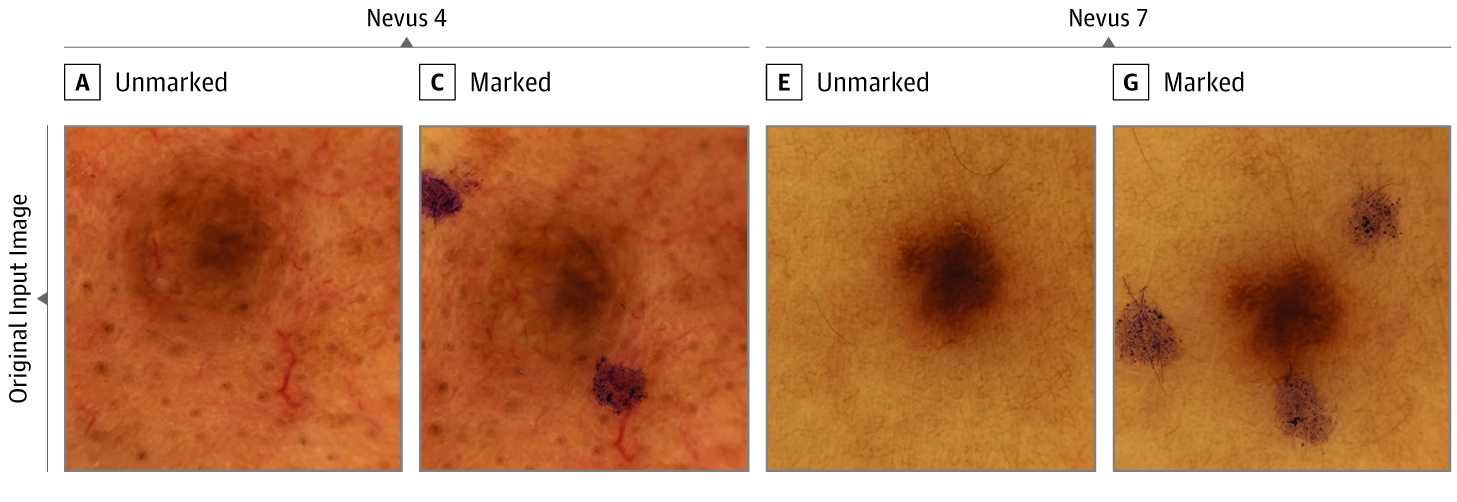 Nevus 4
Nevus 7
A Unmarked
C Marked
E Unmarked
G Marked
Original Input Image